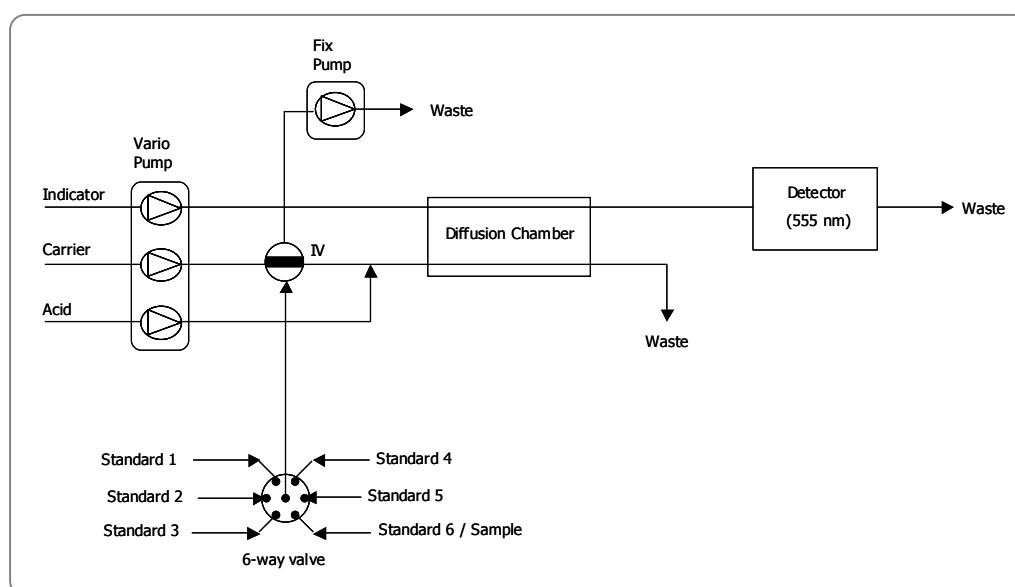 Fix
Pump
Waste
Vario
Pump
Indicator
Detector
(555 nm)
Waste
Diffusion Chamber
Carrier
IV
Acid
Waste
Standard 1
Standard 4
Standard 2
Standard 5
Standard 3
Standard 6 / Sample
6-way valve